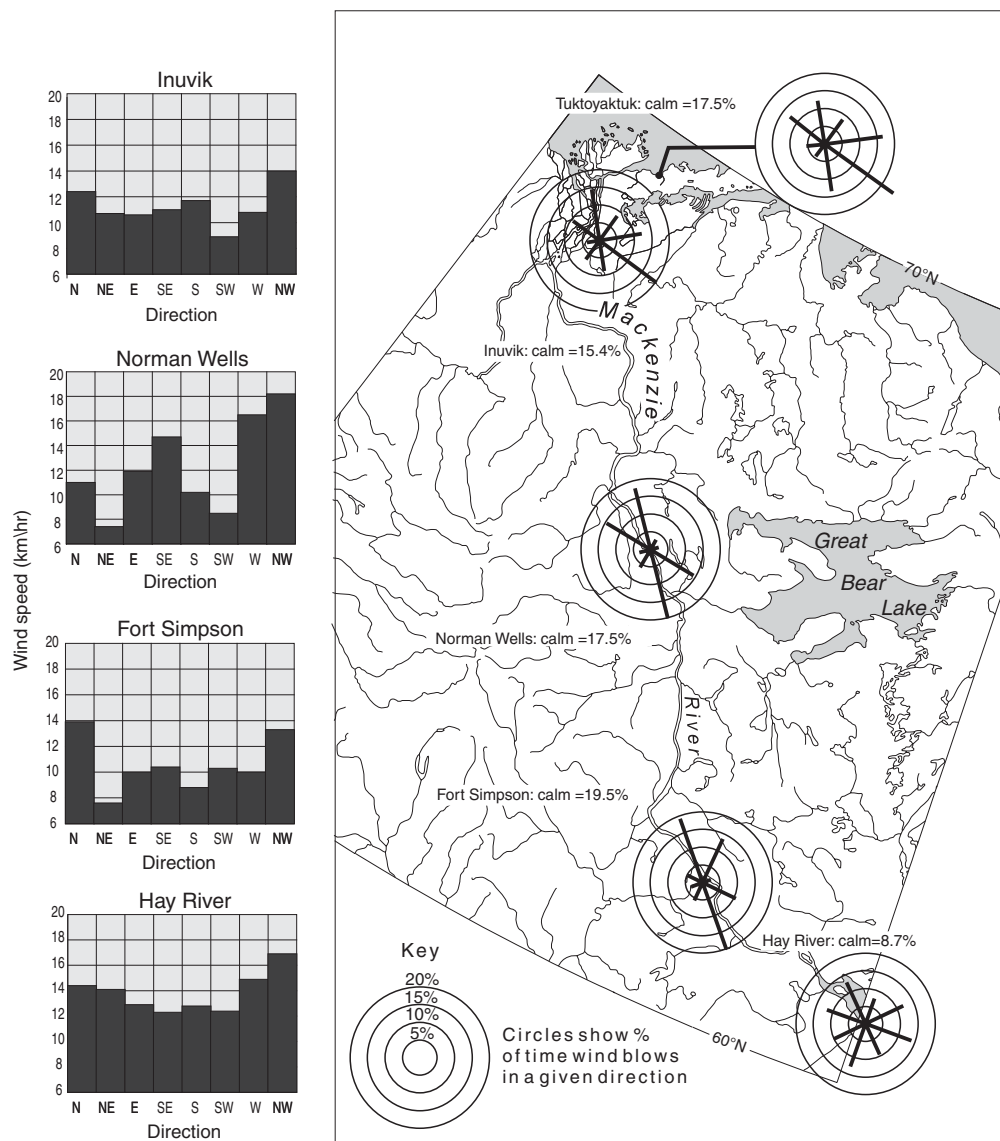 Inuvik
20
18
16
14
12
10
8
6
N NE E SE S SW W NW
Direction
Norman Wells
20
18
16
14
12
10
8
6
N NE E SE S SW W NW
Direction
Wind speed (km\hr)
Fort Simpson
20
18
16
14
12
10
8
6
N NE E SE S SW W NW
Direction
Hay River
20
18
16
14
12
10
8
6
N NE E SE S SW W NW
Direction
Tuktoyaktuk: calm =17.5%
70°N
Mackenzie
Inuvik: calm =15.4%
Great
Bear
Lake
Norman Wells: calm =17.5%
River
Fort Simpson: calm =19.5%
Hay River: calm=8.7%
60°N
Key
20%
15%
10%
5%
Circles show %
of time wind blows
in a given direction